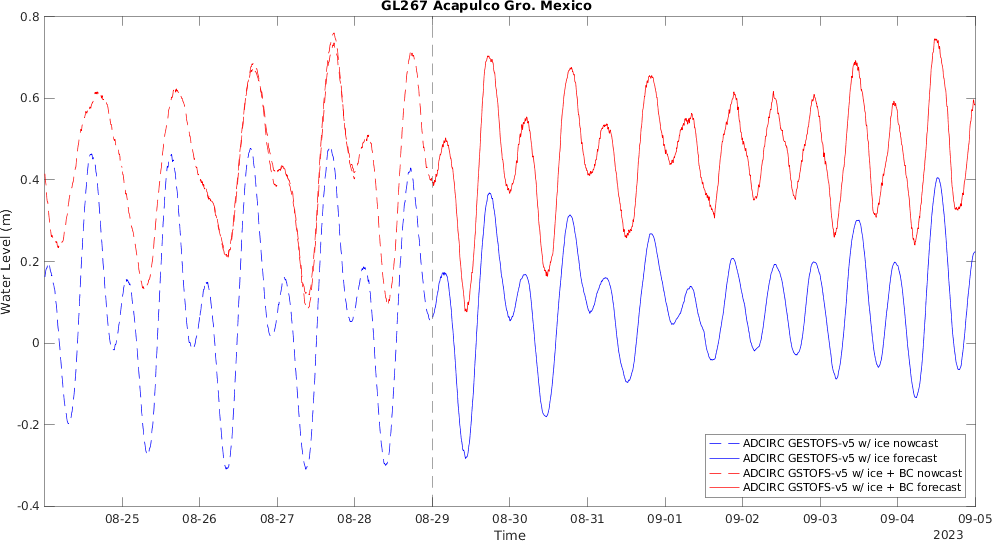 GL267 Acapulco Gro. Mexico
Water Level (m)
0.8
0.6
0.4
0.2
0
-0.2
-0.4
08-25 08-26 08-27 08-28 08-29 08-30 08-31 09-01 09-02 09-03 09-04 09-05
Time
2023
ADCIRC GESTOFS-v5 w/ ice nowcast
ADCIRC GESTOFS-v5 w/ ice forecast
ADCIRC GSTOFS-v5 w/ ice + BC nowcast
ADCIRC GSTOFS-v5 w/ ice + BC forecast